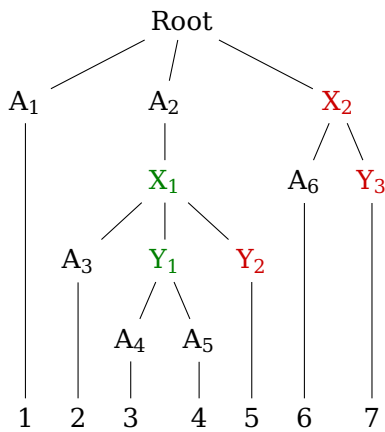 Root
A₁ A₂ X₂
X₁ A₆ Y₃
A₃ Y₁ Y₂
A₄ A₅
1 2 3 4 5 6 7